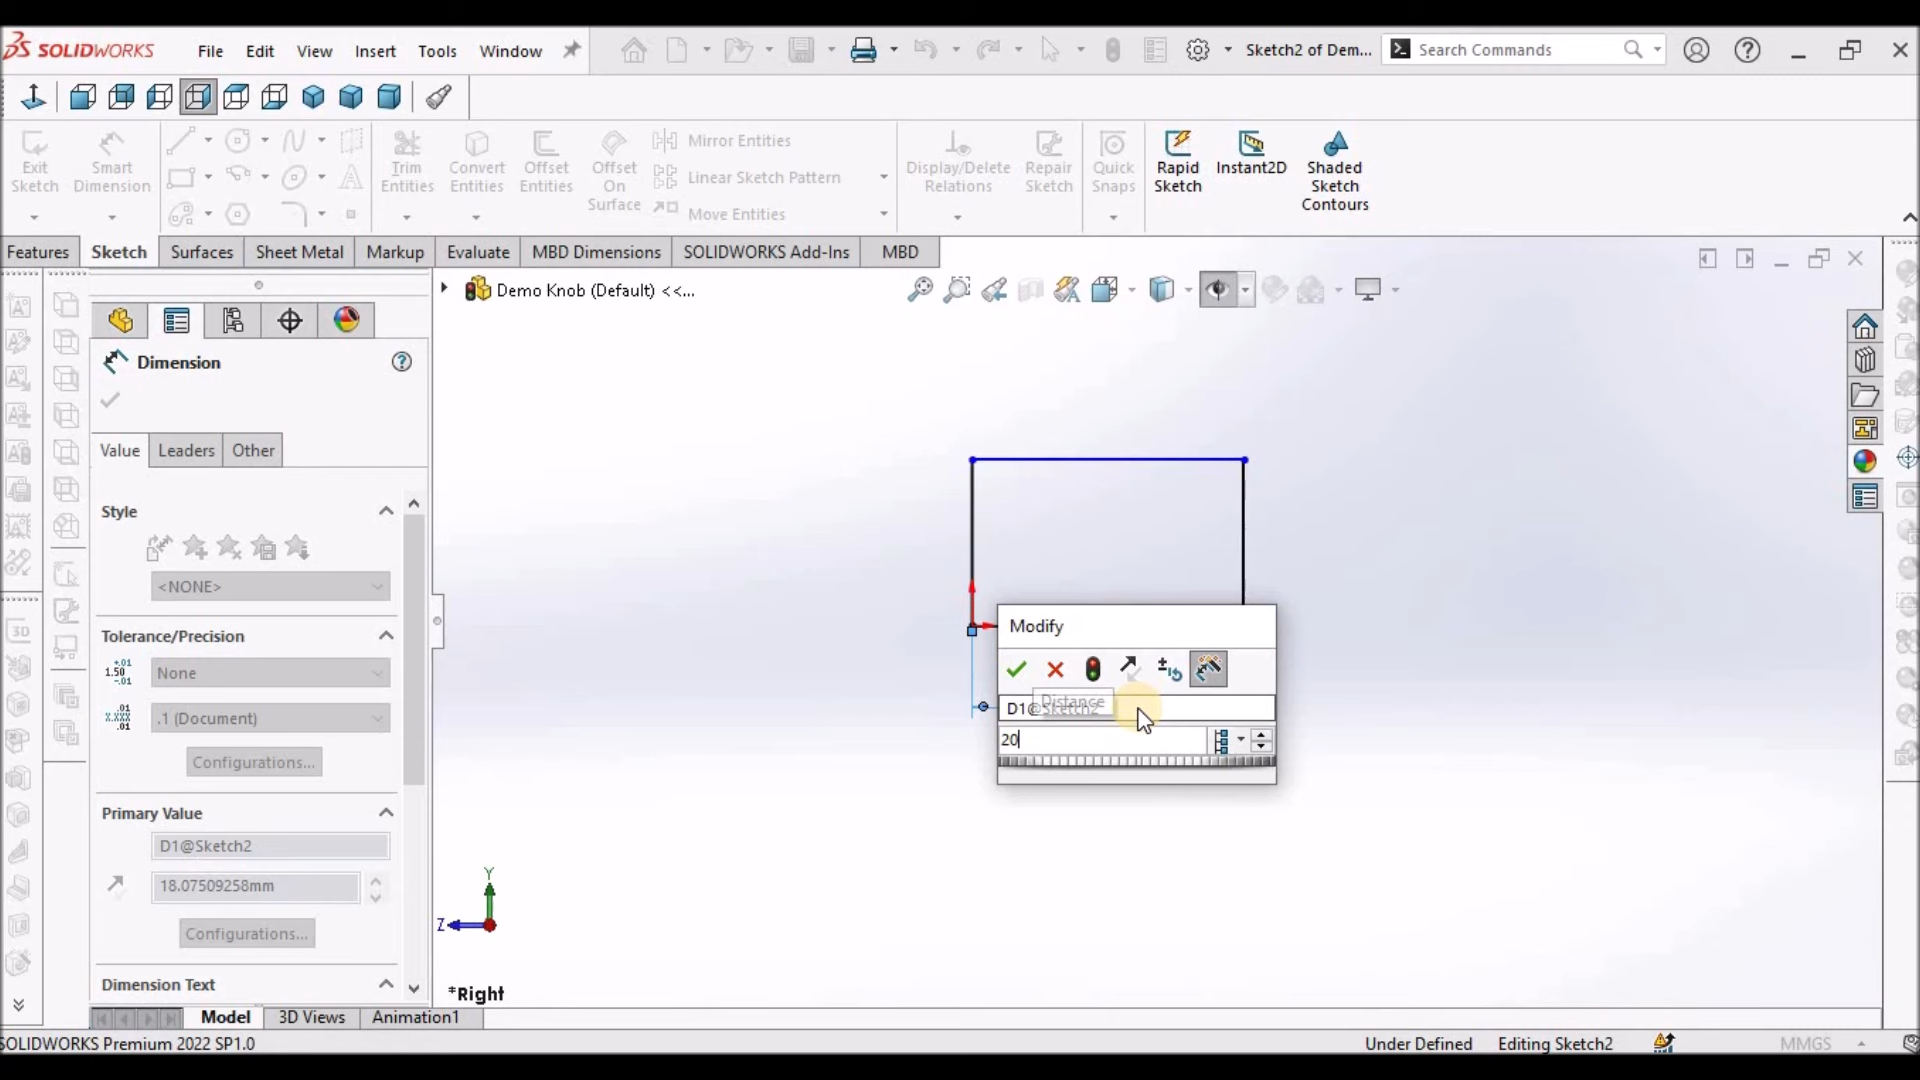 SOLIDWORKS
File Edit View Insert Tools Window
Sketch2 of Dem...
Search Commands
Exit Sketch
Smart Dimension
Trim Entities
Convert Entities
Offset Entities
Offset On Surface
Mirror Entities
Linear Sketch Pattern
Move Entities
Display/Delete Relations
Repair Sketch
Quick Snaps
Rapid Sketch
Instant2D
Shaded Sketch Contours
Features Sketch Surfaces Sheet Metal Markup Evaluate MBD Dimensions SOLIDWORKS Add-Ins MBD
Demo Knob (Default) <<...
Dimension
Value Leaders Other
Style
<NONE>
Tolerance/Precision
None
.1 (Document)
Configurations...
Primary Value
D1@Sketch2
18.07509258mm
Configurations...
Dimension Text
Modify
Distance
D1@Sketch2
20
Y
Z
*Right
Model 3D Views Animation1
SOLIDWORKS Premium 2022 SP1.0
Under Defined Editing Sketch2 MMGS